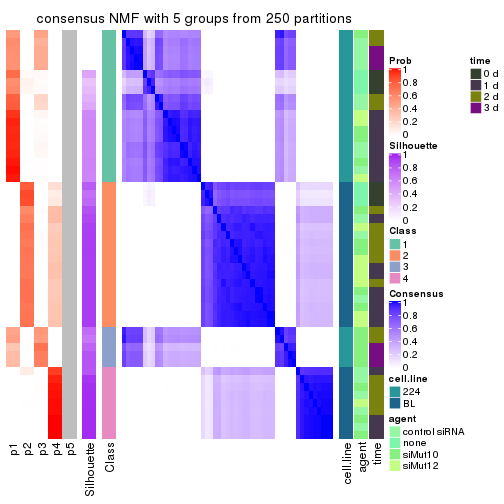 consensus NMF with 5 groups from 250 partitions
p1
p2
p3
p4
p5
Silhouette
Class
cell.line
agent
time
Prob
1
0.8
0.6
0.4
0.2
0
Silhouette
1
0.8
0.6
0.4
0.2
0
Class
1
2
3
4
Consensus
1
0.8
0.6
0.4
0.2
0
cell.line
224
BL
agent
control siRNA
none
siMut10
siMut12
time
0 d
1 d
2 d
3 d